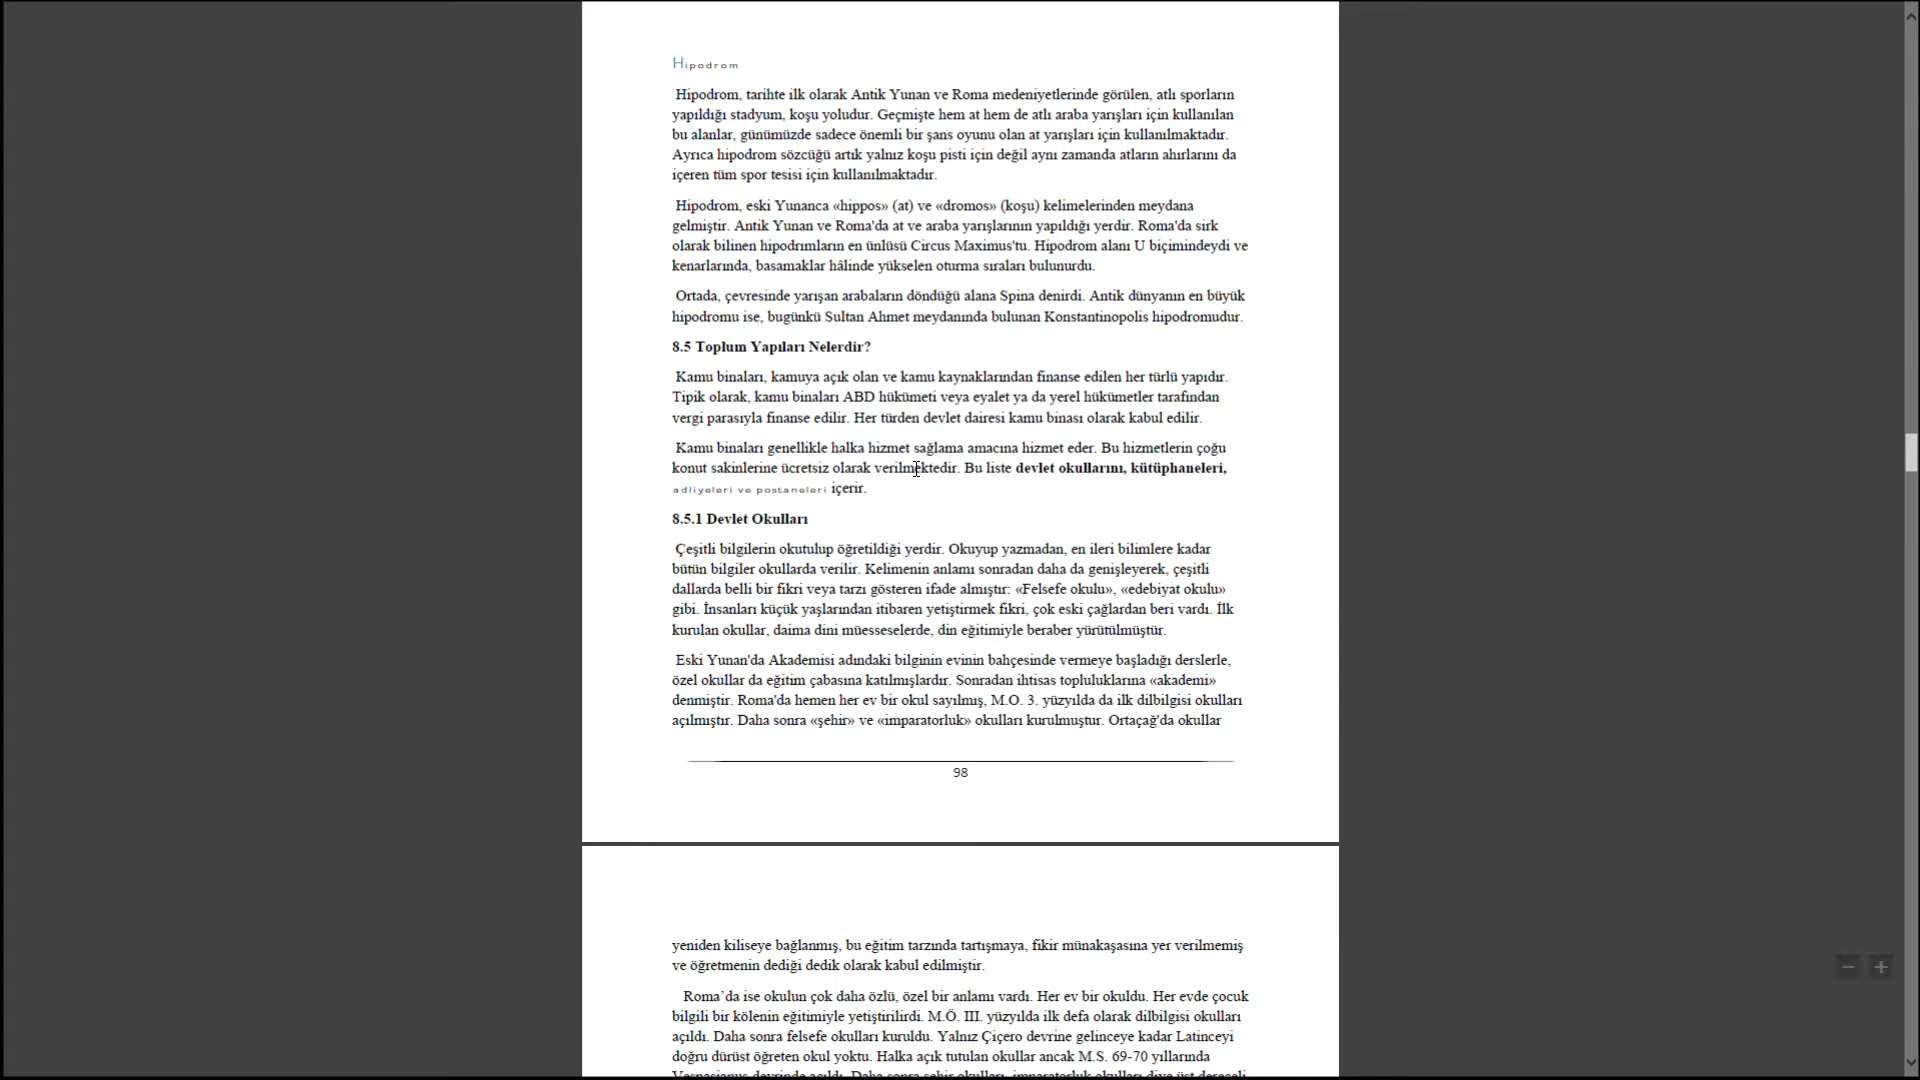 Hipodrom
Hipodrom, tarihte ilk olarak Antik Yunan ve Roma medeniyetlerinde görülen, atlı sporların
yapıldığı stadyum, koşu yoludur. Geçmişte hem at hem de atlı araba yarışları için kullanılan
bu alanlar, günümüzde sadece önemli bir şans oyunu olan at yarışları için kullanılmaktadır.
Ayrıca hipodrom sözcüğü artık yalnız koşu pisti için değil aynı zamanda atların ahırlarını da
içeren tüm spor tesisi için kullanılmaktadır.
Hipodrom, eski Yunanca «hippos» (at) ve «dromos» (koşu) kelimelerinden meydana
gelmiştir. Antik Yunan ve Roma'da at ve araba yarışlarının yapıldığı yerdir. Roma'da sirk
olarak bilinen hipodrımların en ünlüsü Circus Maximus'tu. Hipodrom alanı U biçimindeydi ve
kenarlarında, basamaklar hâlinde yükselen oturma sıraları bulunurdu.
Ortada, çevresinde yarışan arabaların döndüğü alana Spina denirdi. Antik dünyanın en büyük
hipodromu ise, bugünkü Sultan Ahmet meydanında bulunan Konstantinopolis hipodromudur.
8.5 Toplum Yapıları Nelerdir?
Kamu binaları, kamuya açık olan ve kamu kaynaklarından finanse edilen her türlü yapıdır.
Tipik olarak, kamu binaları ABD hükümeti veya eyalet ya da yerel hükümetler tarafından
vergi parasıyla finanse edilir. Her türden devlet dairesi kamu binası olarak kabul edilir.
Kamu binaları genellikle halka hizmet sağlama amacına hizmet eder. Bu hizmetlerin çoğu
konut sakinlerine ücretsiz olarak verilmektedir. Bu liste devlet okullarını, kütüphaneleri,
adliyeleri ve postaneleri içerir.
8.5.1 Devlet Okulları
Çeşitli bilgilerin okutulup öğretildiği yerdir. Okuyup yazmadan, en ileri bilimlere kadar
bütün bilgiler okullarda verilir. Kelimenin anlamı sonradan daha da genişleyerek, çeşitli
dallarda belli bir fikri veya tarzı gösteren ifade almıştır: «Felsefe okulu», «edebiyat okulu»
gibi. İnsanları küçük yaşlarından itibaren yetiştirmek fikri, çok eski çağlardan beri vardı. İlk
kurulan okullar, daima dini müesseselerde, din eğitimiyle beraber yürütülmüştür.
Eski Yunan'da Akademisi adındaki bilginin evinin bahçesinde vermeye başladığı derslerle,
özel okullar da eğitim çabasına katılmışlardır. Sonradan ihtisas topluluklarına «akademi»
denmiştir. Roma'da hemen her ev bir okul sayılmış, M.O. 3. yüzyılda da ilk dilbilgisi okulları
açılmıştır. Daha sonra «şehir» ve «imparatorluk» okulları kurulmuştur. Ortaçağ'da okullar
98
yeniden kiliseye bağlanmış, bu eğitim tarzında tartışmaya, fikir münakaşasına yer verilmemiş
ve öğretmenin dediği dedik olarak kabul edilmiştir.
Roma’da ise okulun çok daha özlü, özel bir anlamı vardı. Her ev bir okuldu. Her evde çocuk
bilgili bir kölenin eğitimiyle yetiştirilirdi. M.Ö. III. yüzyılda ilk defa olarak dilbilgisi okulları
açıldı. Daha sonra felsefe okulları kuruldu. Yalnız Çiçero devrine gelinceye kadar Latinceyi
doğru dürüst öğreten okul yoktu. Halka açık tutulan okullar ancak M.S. 69-70 yıllarında
Vespasianus devrinde açıldı. Daha sonra şehir okulları, imparatorluk okulları diye üst dereceli